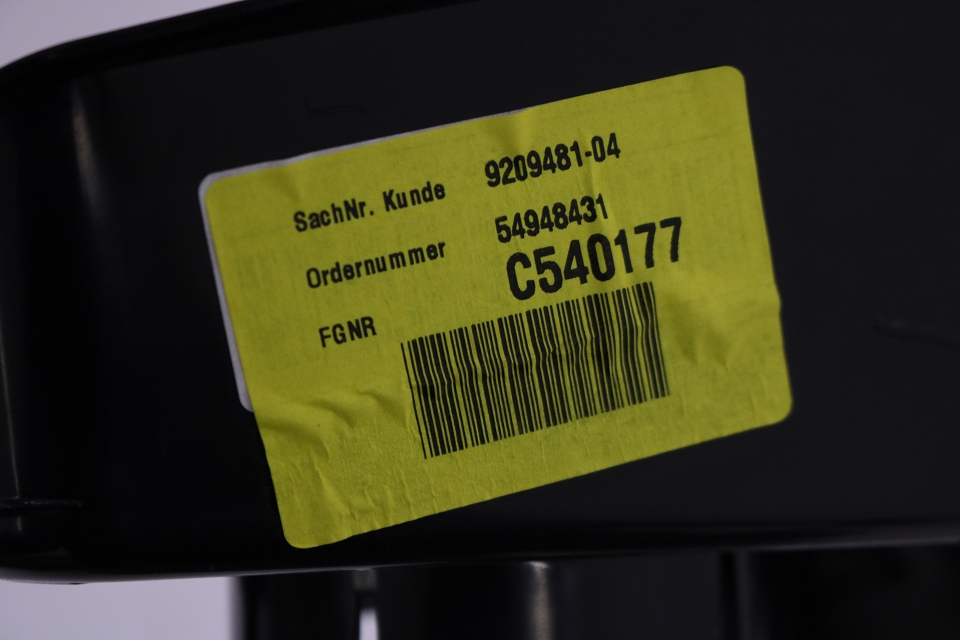 SachNr. Kunde 9209481-04
Ordernummer 54948431
FGNR C540177